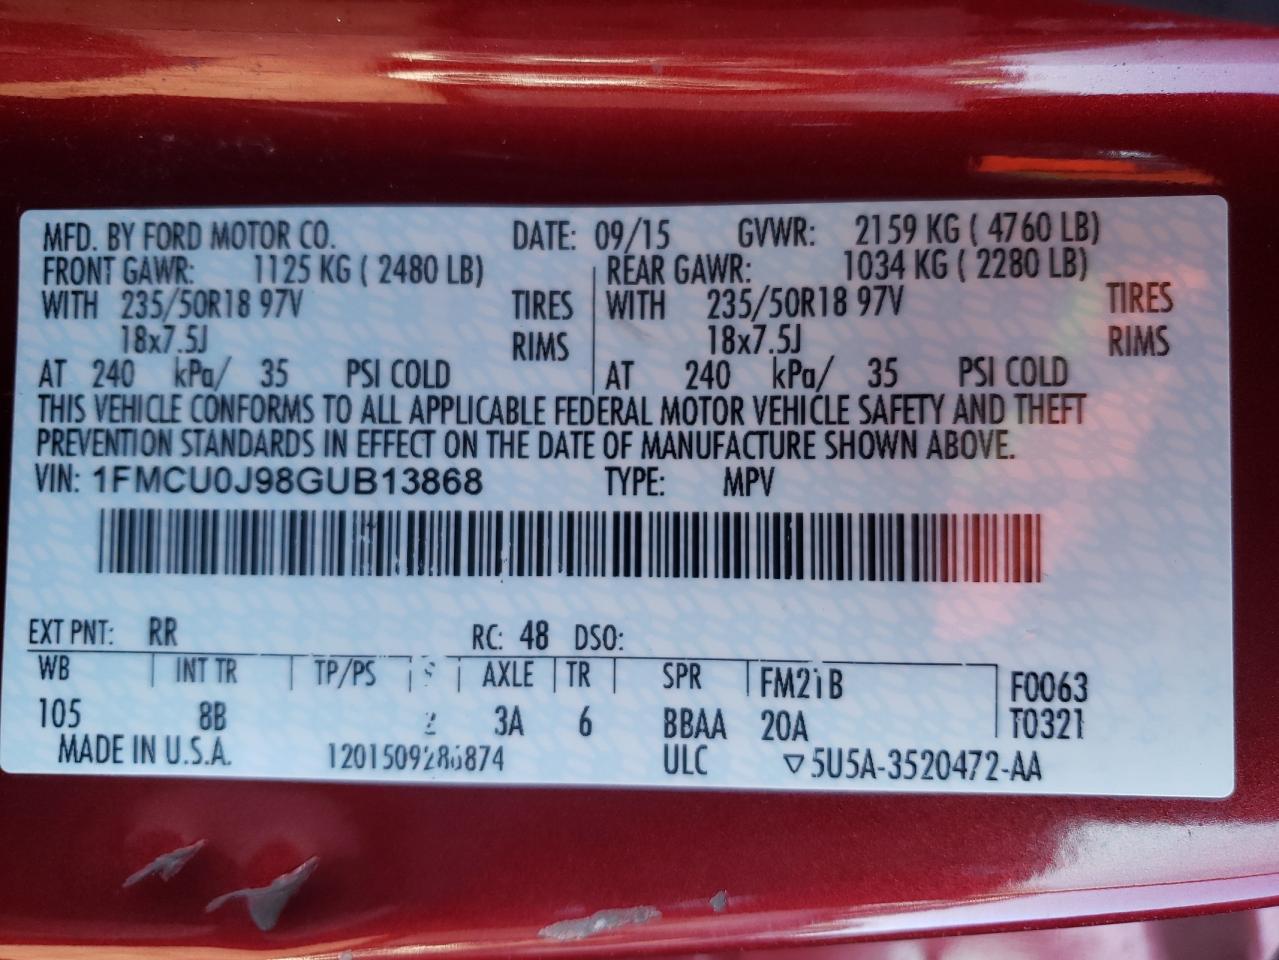 MFD. BY FORD MOTOR CO. DATE: 09/15 GVWR: 2159 KG ( 4760 LB)
FRONT GAWR: 1125 KG ( 2480 LB) REAR GAWR: 1034 KG ( 2280 LB)
WITH 235/50R18 97V TIRES WITH 235/50R18 97V TIRES
18x7.5J RIMS 18x7.5J RIMS
AT 240 kPa/ 35 PSI COLD AT 240 kPa/ 35 PSI COLD
THIS VEHICLE CONFORMS TO ALL APPLICABLE FEDERAL MOTOR VEHICLE SAFETY AND THEFT
PREVENTION STANDARDS IN EFFECT ON THE DATE OF MANUFACTURE SHOWN ABOVE.
VIN: 1FMCU0J98GUB13868 TYPE: MPV
EXT PNT: RR RC: 48 DSO:
WB INT TR TP/PS AXLE TR SPR FM21B F0063
105 8B 2 3A 6 BBAA 20A T0321
MADE IN U.S.A. ULC ▽5U5A-3520472-AA